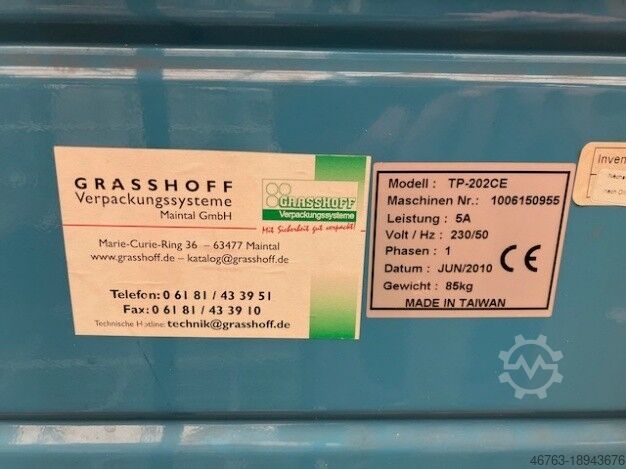 GRASSHOFF
Verpackungssysteme
Maintal GmbH
GRASSHOFF
Verpackungssysteme
Mit Sicherheit gut verpackt!
Marie-Curie-Ring 36 – 63477 Maintal
www.grasshoff.de – katalog@grasshoff.de
Telefon: 0 61 81 / 43 39 51
Fax: 0 61 81 / 43 39 10
Technische Hotline: technik@grasshoff.de
Modell : TP-202CE
Maschinen Nr.: 1006150955
Leistung : 5A
Volt / Hz : 230/50
Phasen : 1
Datum : JUN/2010
Gewicht : 85kg
CE
MADE IN TAIWAN
Inven
46763-18943676